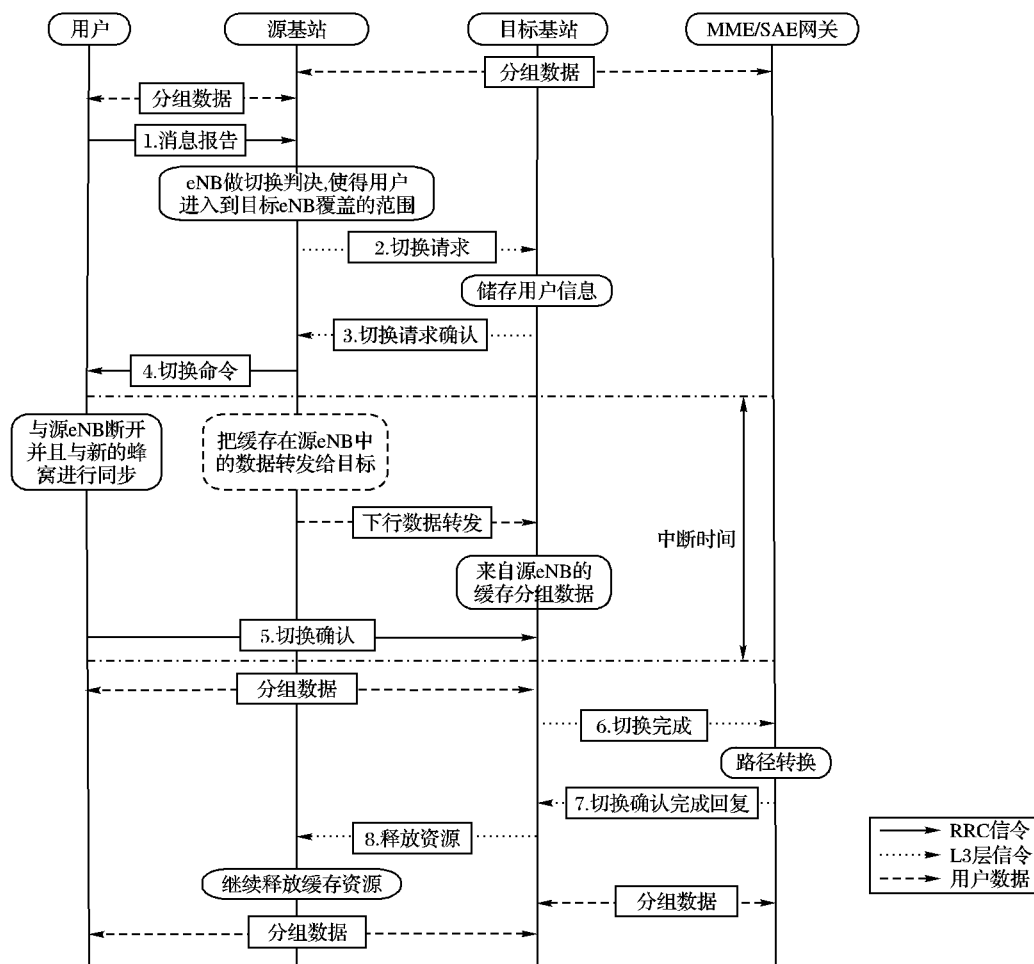 用户
源基站
目标基站
MME/SAE网关
分组数据
分组数据
1.消息报告
eNB做切换判决,使得用户
进入到目标eNB覆盖的范围
2.切换请求
储存用户信息
3.切换请求确认
4.切换命令
与源eNB断开
并且与新的蜂
窝进行同步
把缓存在源eNB中
的数据转发给目标
下行数据转发
中断时间
来自源eNB的
缓存分组数据
5.切换确认
分组数据
6.切换完成
路径转换
7.切换确认完成回复
8.释放资源
RRC信令
L3层信令
用户数据
继续释放缓存资源
分组数据
分组数据